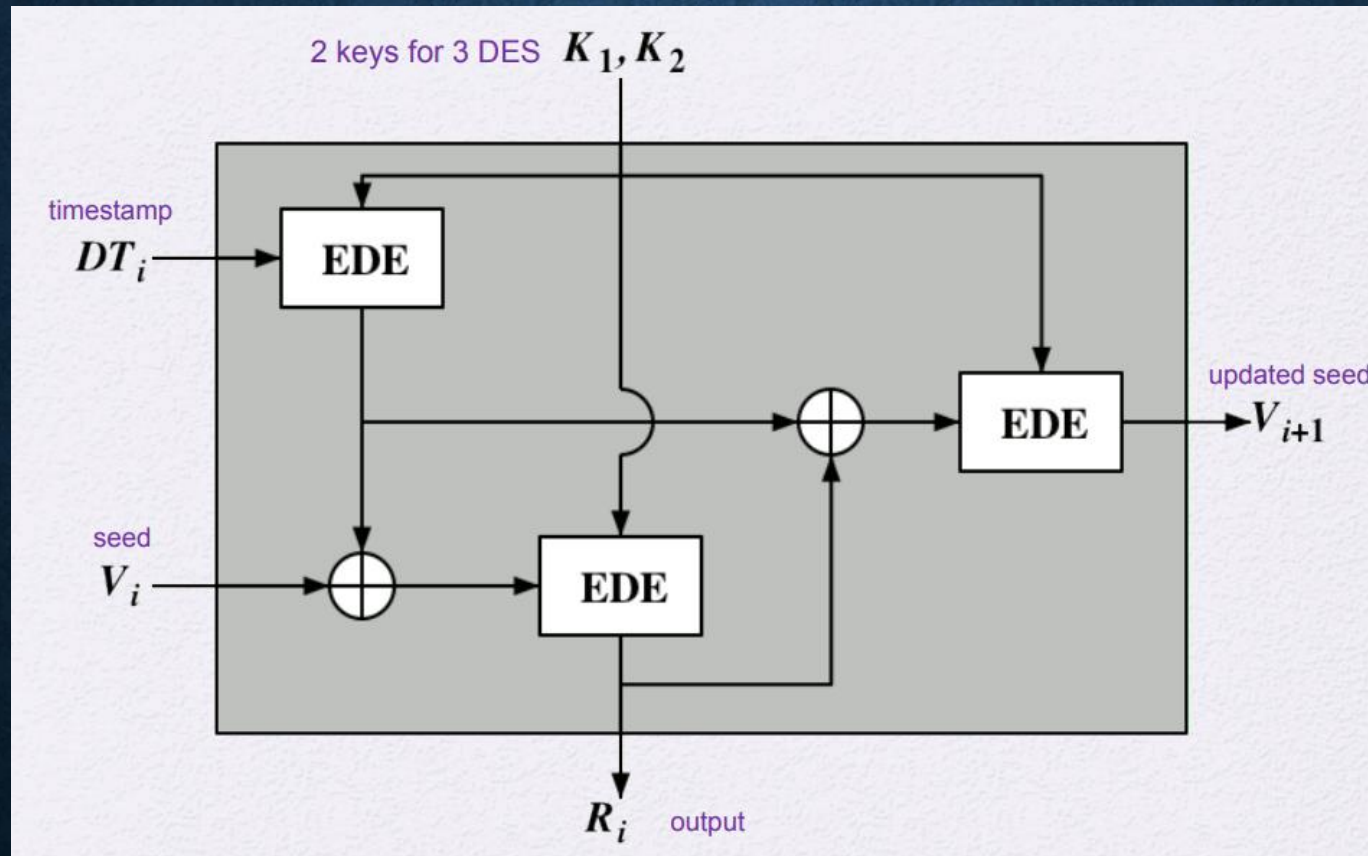 2 keys for 3 DES K₁, K₂
timestamp
DTᵢ
EDE
EDE
updated seed
Vᵢ₊₁
seed
Vᵢ
EDE
Rᵢ output